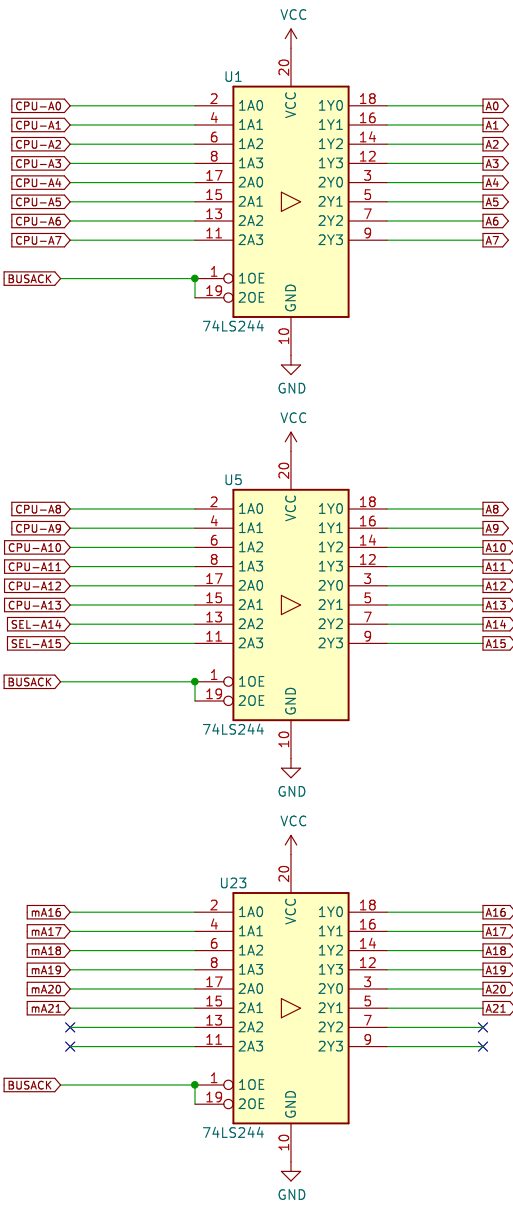 VCC
20
U1
CPU-A0 2 1A0 VCC 1Y0 18 A0
CPU-A1 4 1A1 1Y1 16 A1
CPU-A2 6 1A2 1Y2 14 A2
CPU-A3 8 1A3 1Y3 12 A3
CPU-A4 17 2A0 2Y0 3 A4
CPU-A5 15 2A1 2Y1 5 A5
CPU-A6 13 2A2 2Y2 7 A6
CPU-A7 11 2A3 2Y3 9 A7
BUSACK 1 1OE GND
19 2OE
74LS244 10
GND
VCC
20
U5
CPU-A8 2 1A0 VCC 1Y0 18 A8
CPU-A9 4 1A1 1Y1 16 A9
CPU-A10 6 1A2 1Y2 14 A10
CPU-A11 8 1A3 1Y3 12 A11
CPU-A12 17 2A0 2Y0 3 A12
CPU-A13 15 2A1 2Y1 5 A13
SEL-A14 13 2A2 2Y2 7 A14
SEL-A15 11 2A3 2Y3 9 A15
BUSACK 1 1OE GND
19 2OE
74LS244 10
GND
VCC
20
U23
mA16 2 1A0 VCC 1Y0 18 A16
mA17 4 1A1 1Y1 16 A17
mA18 6 1A2 1Y2 14 A18
mA19 8 1A3 1Y3 12 A19
mA20 17 2A0 2Y0 3 A20
mA21 15 2A1 2Y1 5 A21
13 2A2 2Y2 7
11 2A3 2Y3 9
BUSACK 1 1OE GND
19 2OE
74LS244 10
GND